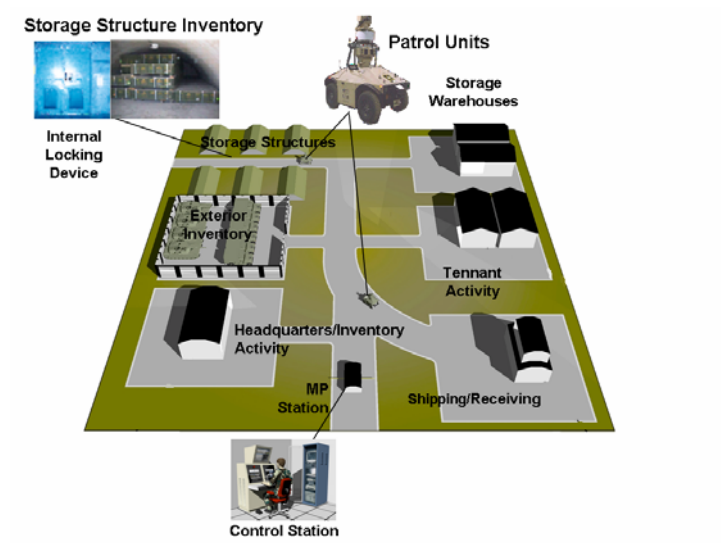 Storage Structure Inventory
Patrol Units
Storage
Warehouses
Internal
Locking
Device
Storage Structures
Exterior
Inventory
Tennant
Activity
Headquarters/Inventory
Activity
MP
Station
Shipping/Receiving
Control Station